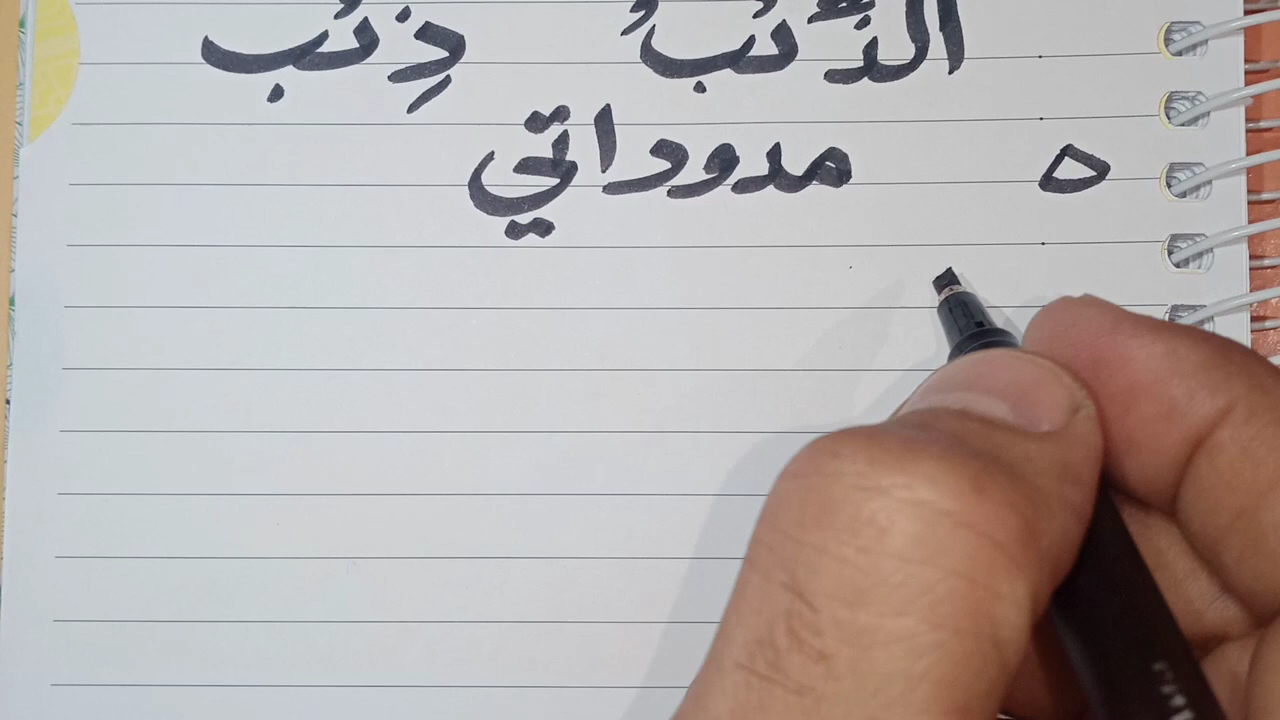 الذّئبُ ذِئب
٥ مدوداتي